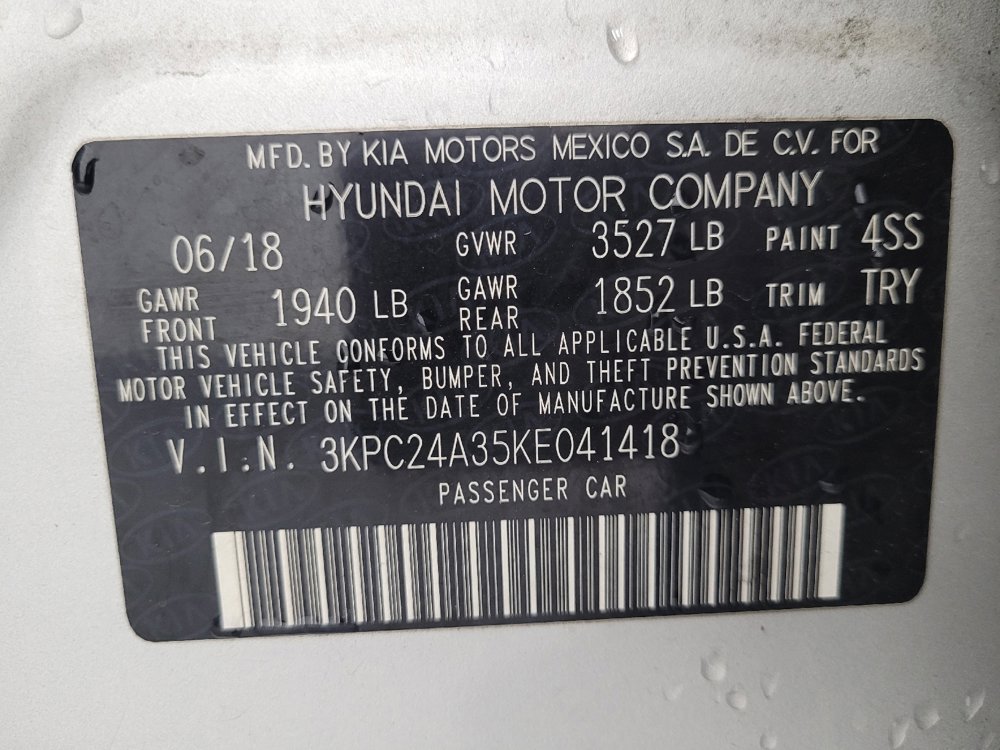 MFD. BY KIA MOTORS MEXICO S.A. DE C.V. FOR
HYUNDAI MOTOR COMPANY
06/18 GVWR 3527 LB PAINT 4SS
GAWR FRONT 1940 LB GAWR REAR 1852 LB TRIM TRY
THIS VEHICLE CONFORMS TO ALL APPLICABLE U.S.A. FEDERAL
MOTOR VEHICLE SAFETY, BUMPER, AND THEFT PREVENTION STANDARDS
IN EFFECT ON THE DATE OF MANUFACTURE SHOWN ABOVE.
V.I.N. 3KPC24A35KE041418
PASSENGER CAR